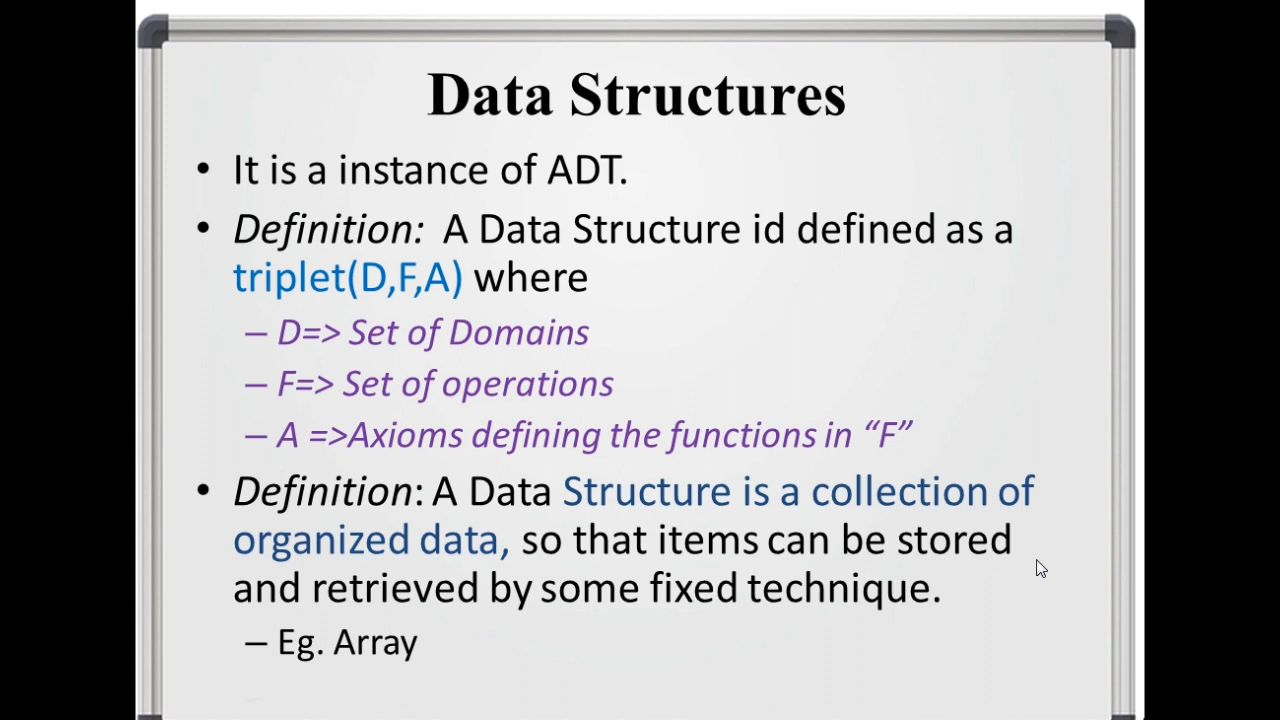 Data Structures
• It is a instance of ADT.
• Definition: A Data Structure id defined as a
triplet(D,F,A) where
– D=> Set of Domains
– F=> Set of operations
– A =>Axioms defining the functions in “F”
• Definition: A Data Structure is a collection of
organized data, so that items can be stored
and retrieved by some fixed technique.
– Eg. Array